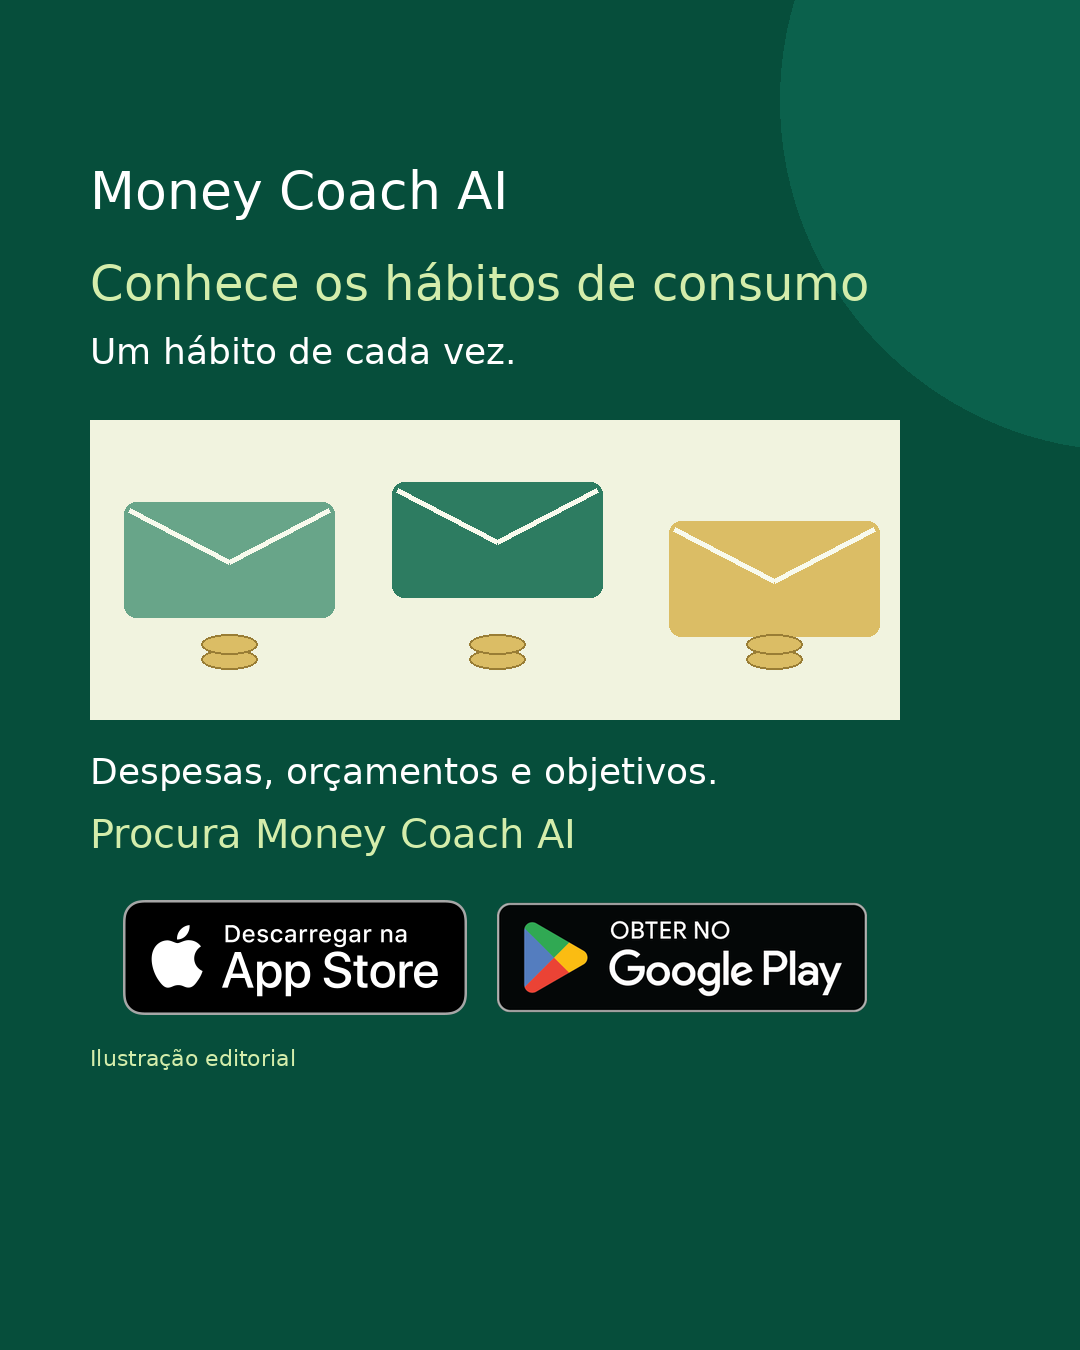 Money Coach AI
Conhece os hábitos de consumo
Um hábito de cada vez.
Despesas, orçamentos e objetivos.
Procura Money Coach AI
Descarregar na
App Store
OBTER NO
Google Play
Ilustração editorial